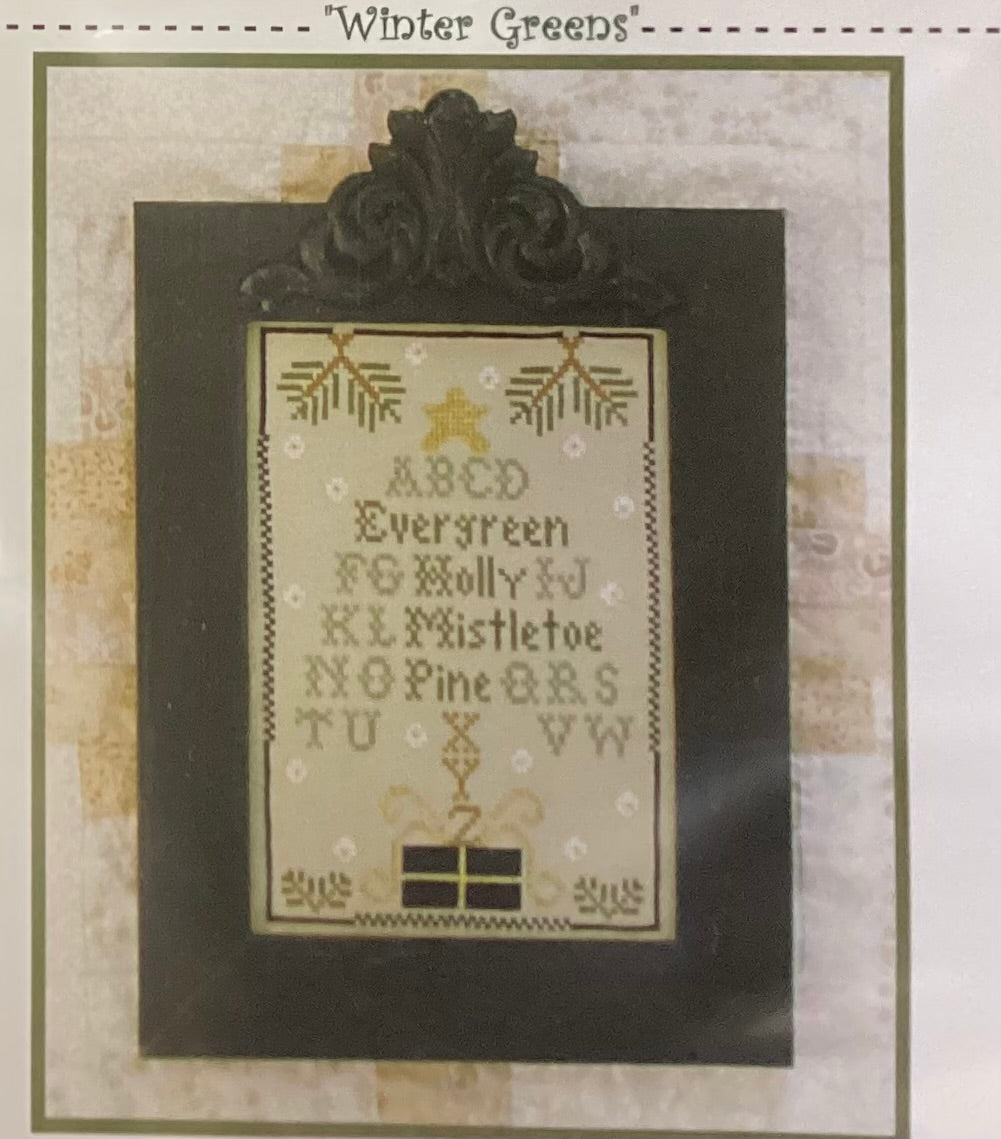 "Winter Greens"
ABCD
Evergreen
FG Holly IJ
KL Mistletoe
NO Pine QRS
TU X VW
Y
Z